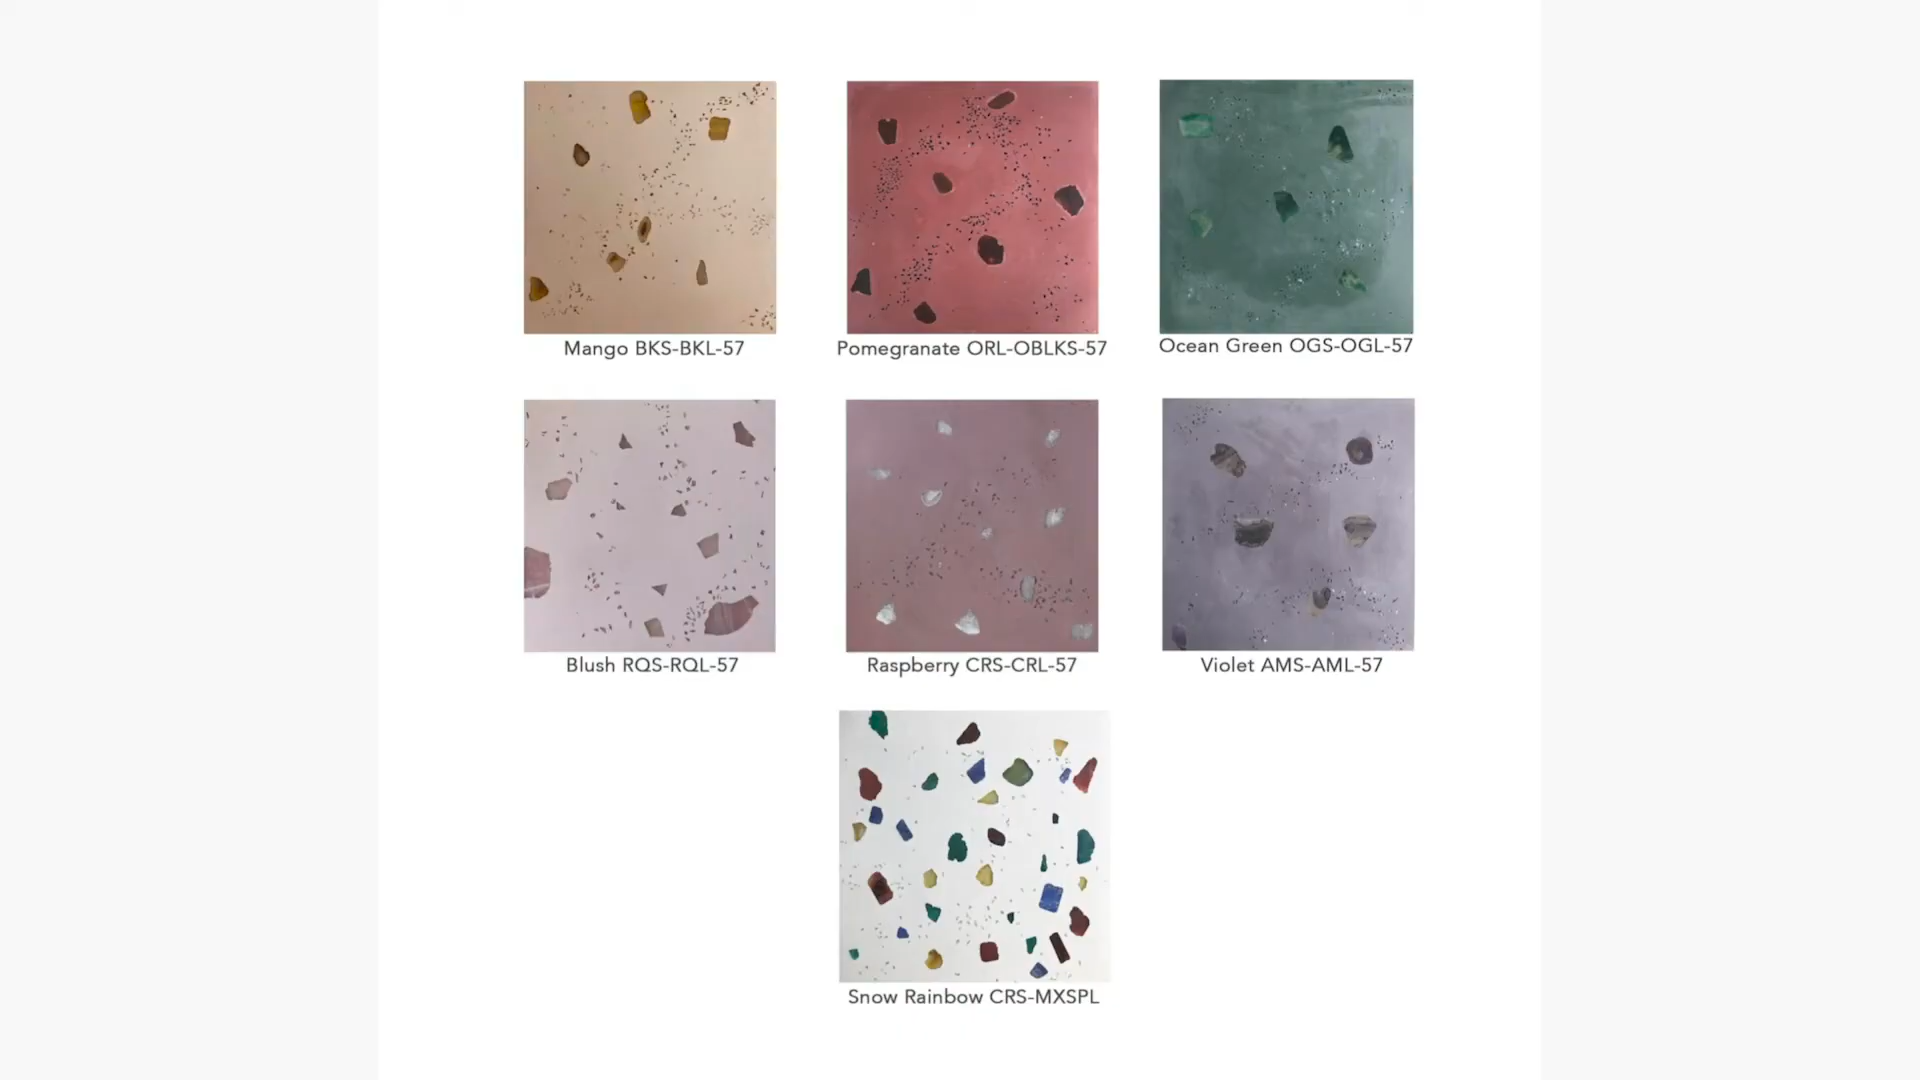 Mango BKS-BKL-57
Pomegranate ORL-OBLKS-57
Ocean Green OGS-OGL-57
Blush RQS-RQL-57
Raspberry CRS-CRL-57
Violet AMS-AML-57
Snow Rainbow CRS-MXSPL